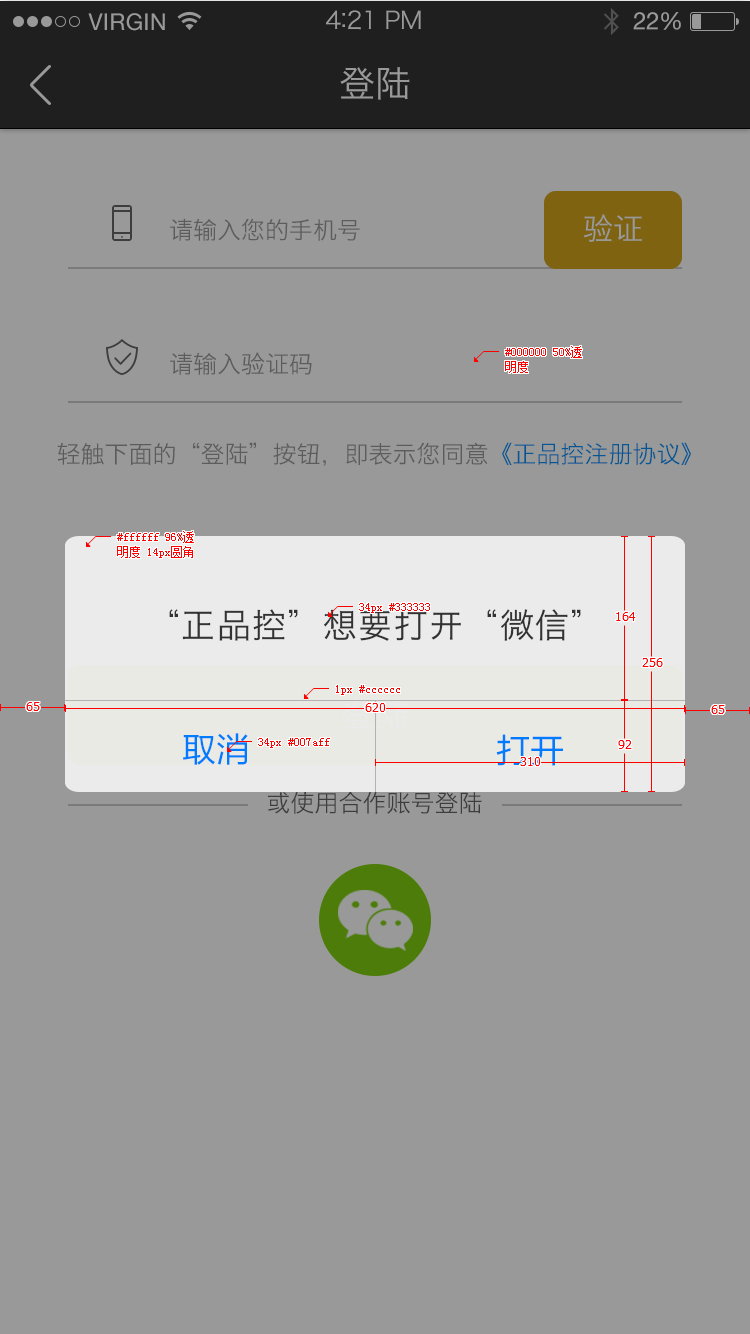 VIRGIN 4:21 PM 22%
登陆
请输入您的手机号 验证
请输入验证码
#000000 50%透
明度
轻触下面的“登陆”按钮，即表示您同意《正品控注册协议》
#ffffff 96%透
明度 14px圆角
34px #333333
“正品控” 想要打开 “微信”
164
256
1px #cccccc
65 620 65
34px #007aff
取消 打开
92
310
或使用合作账号登陆